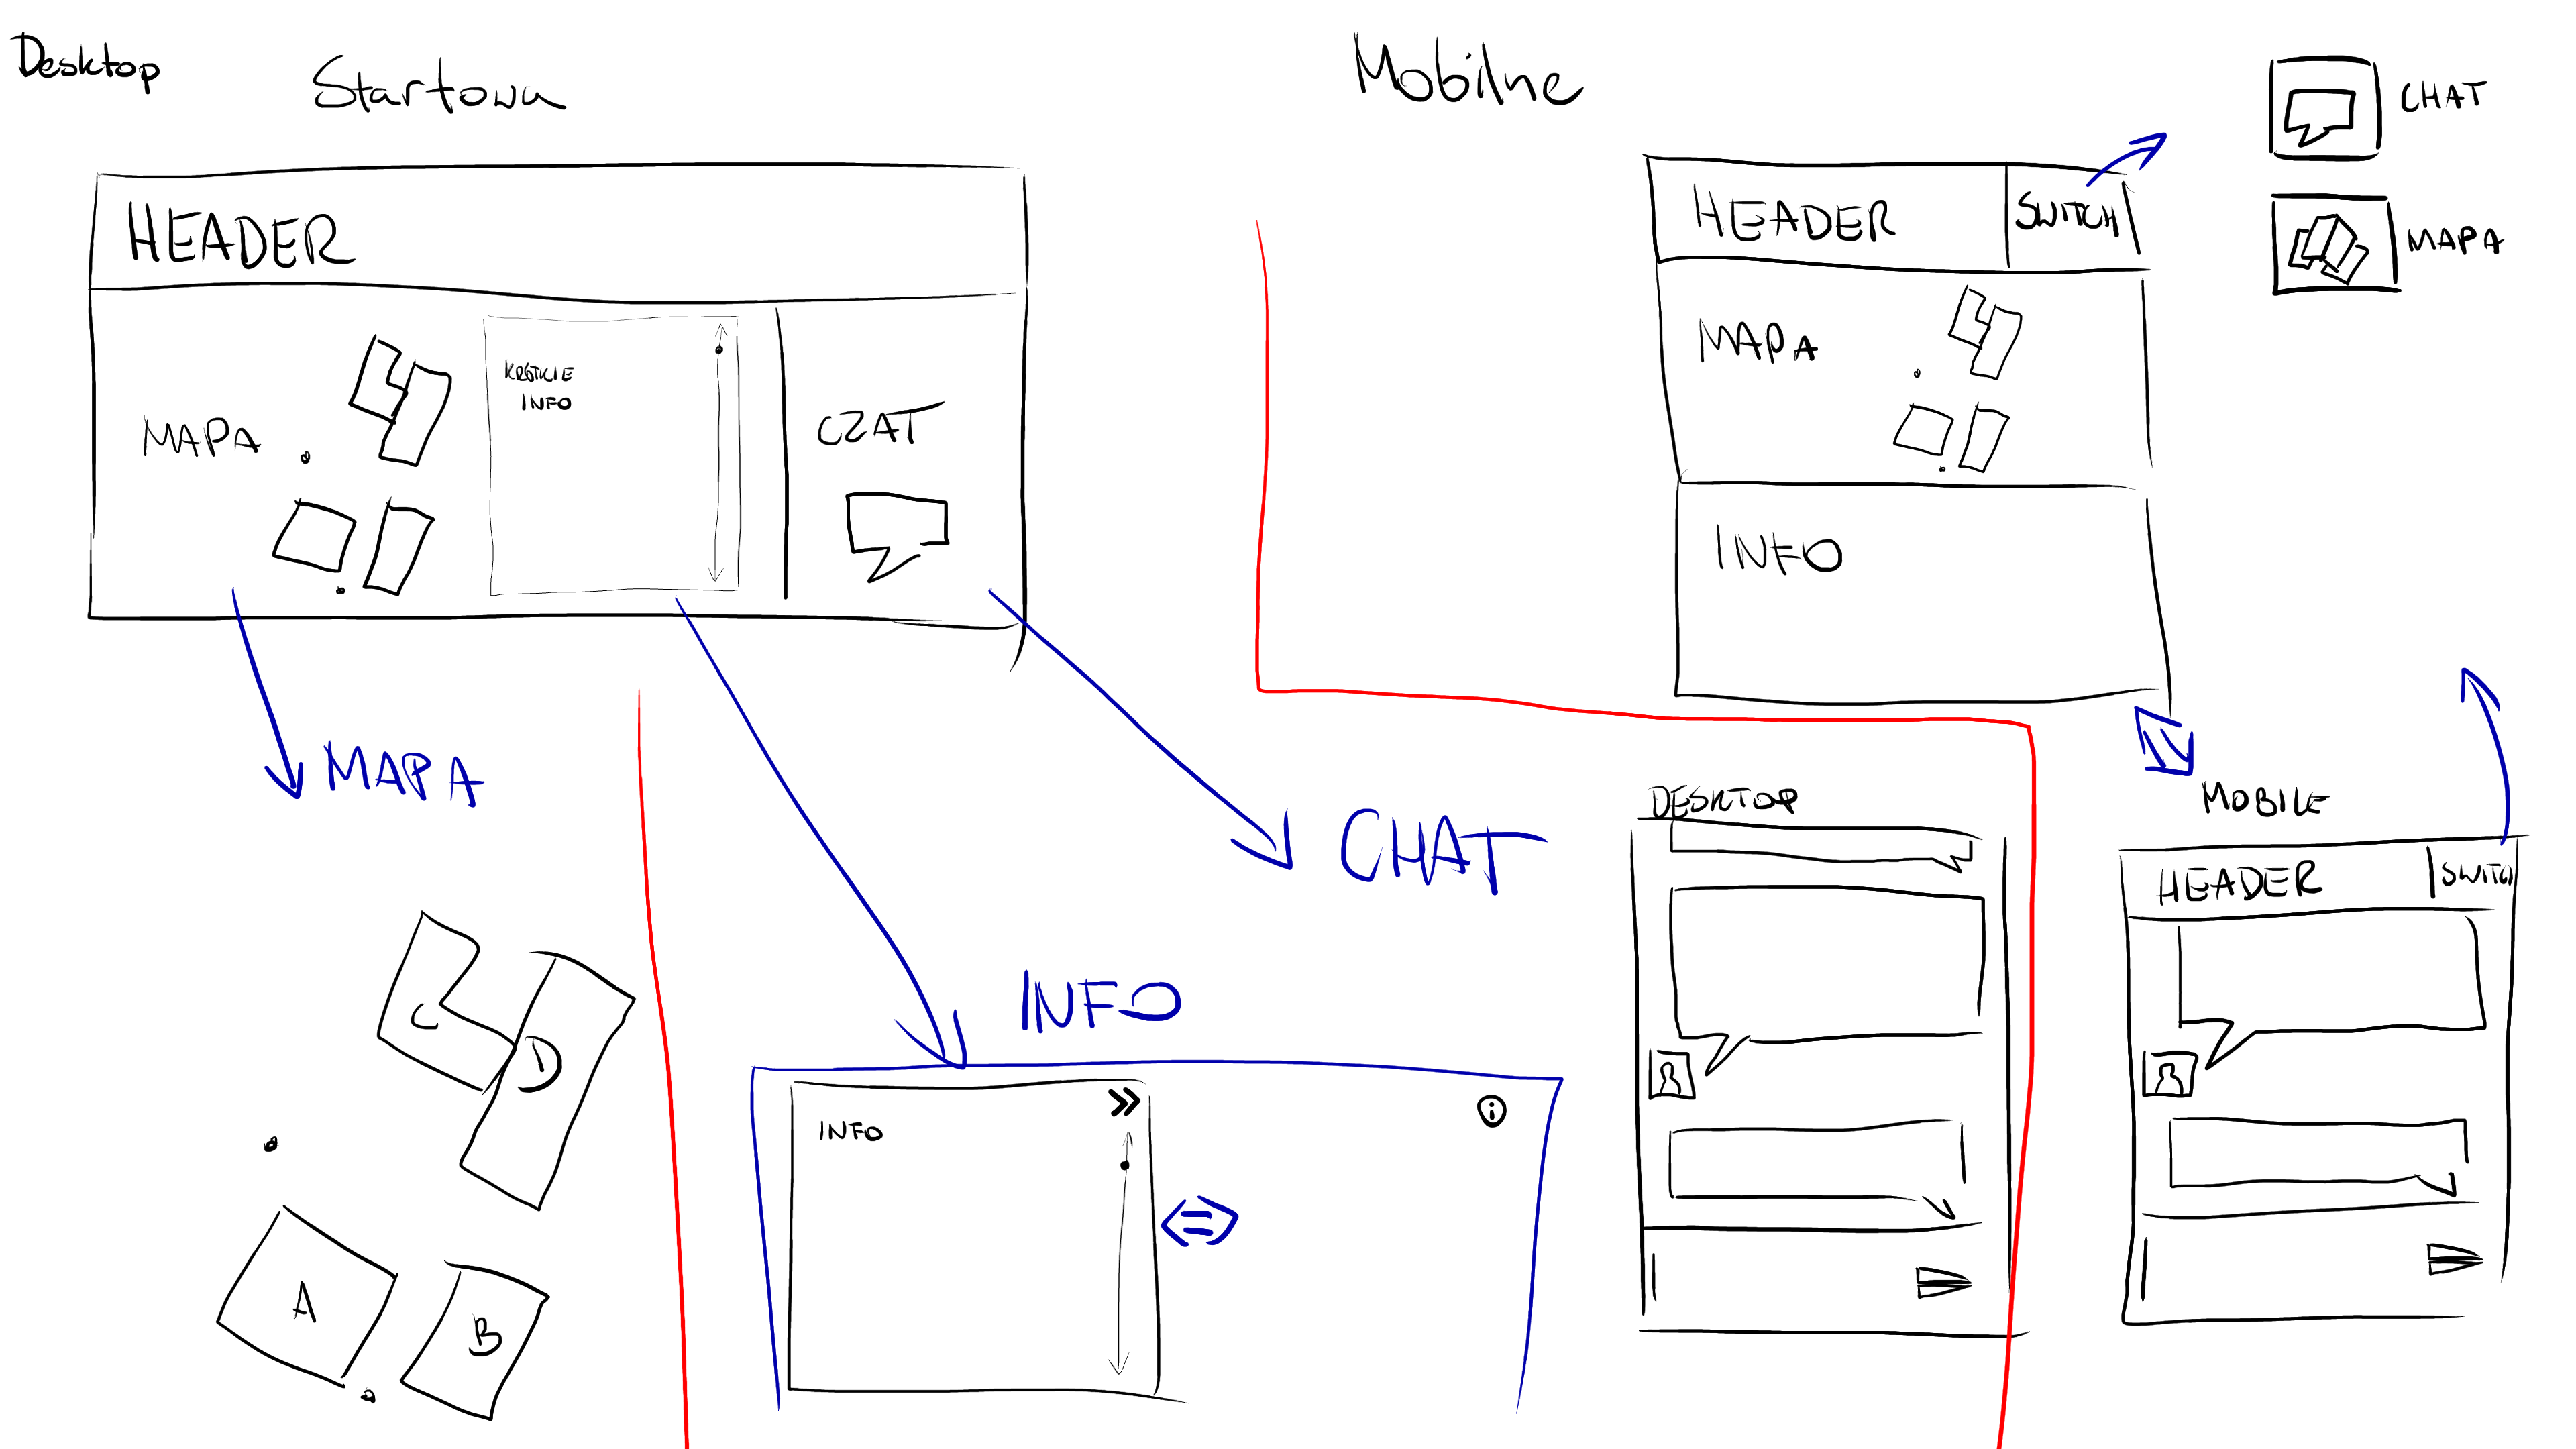 Desktop
Startowa
HEADER
MAPA
KRÓTKIE
INFO
CZAT
MAPA
C
D
A
B
INFO
INFO
CHAT
DESKTOP
Mobilne
HEADER
SWITCH
MAPA
INFO
CHAT
MAPA
MOBILE
HEADER
SWITCH